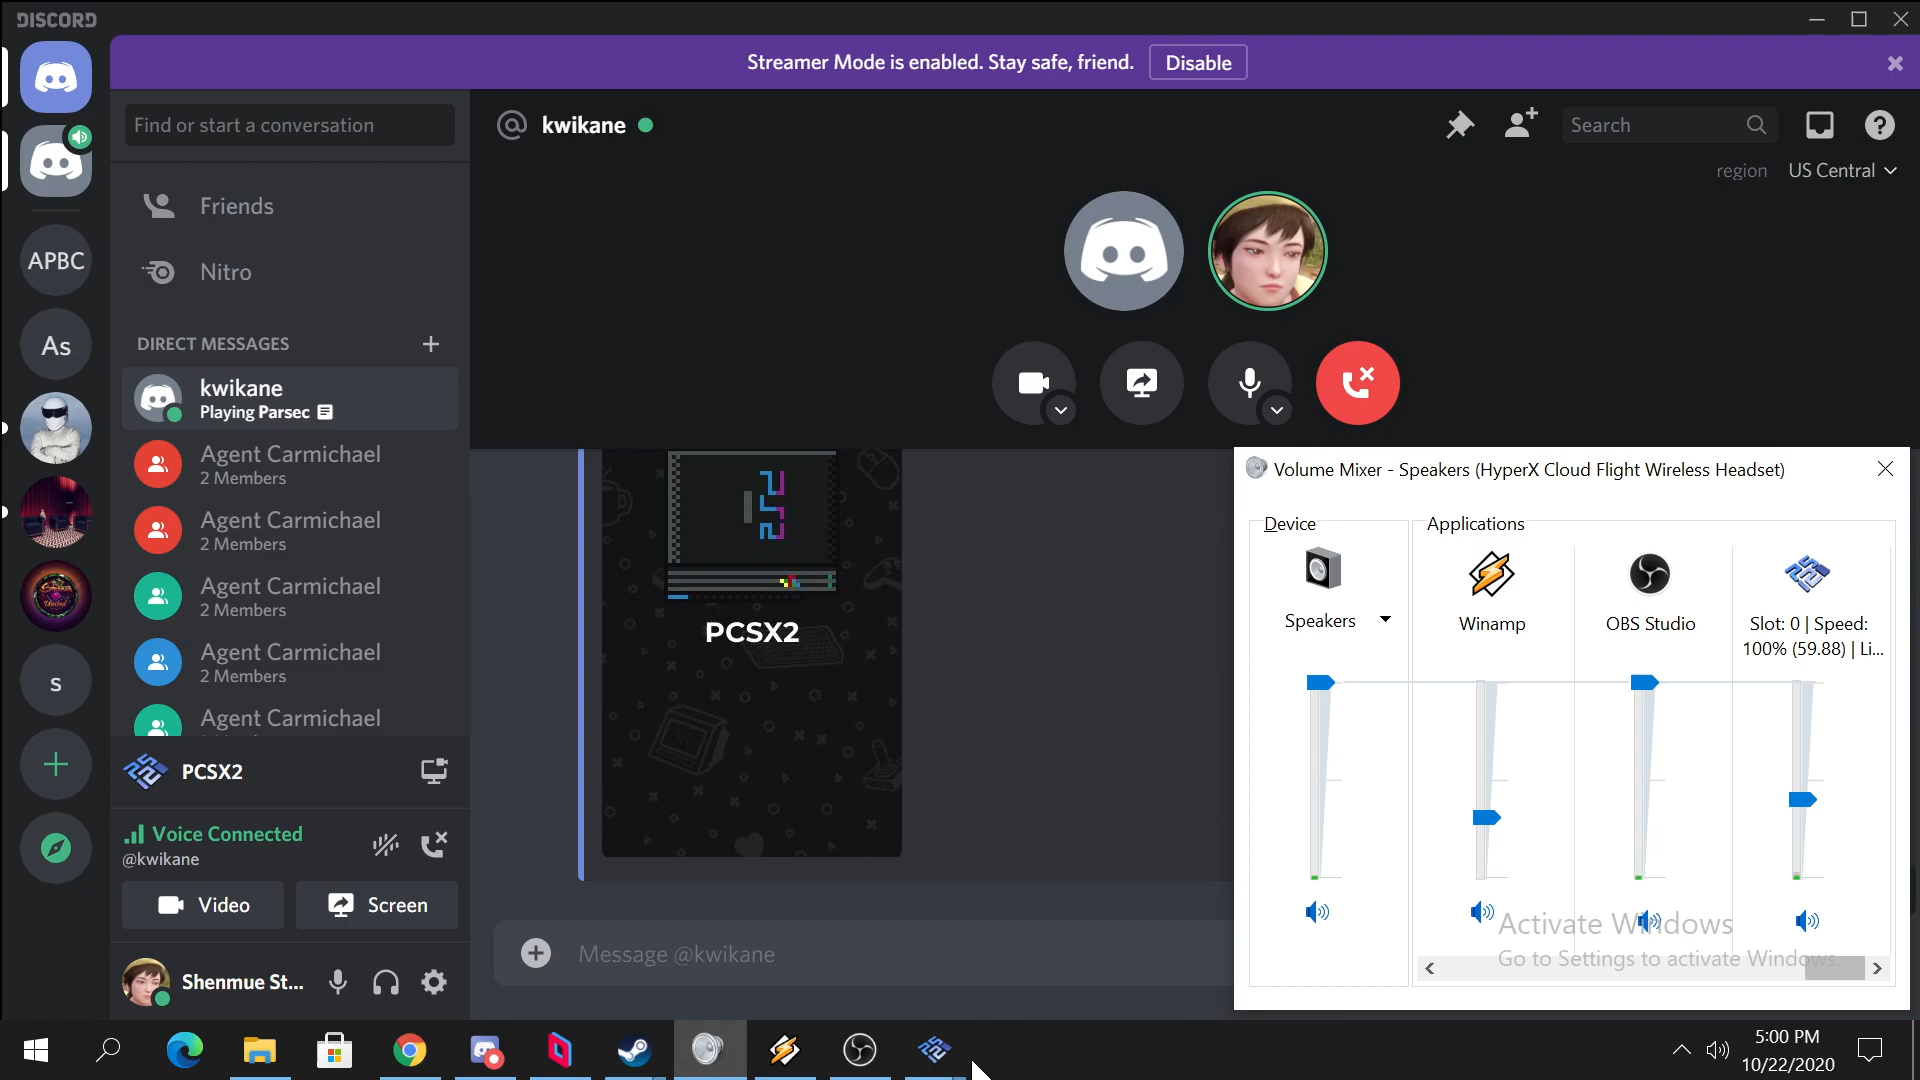 DISCORD
Streamer Mode is enabled. Stay safe, friend.
Disable
Find or start a conversation
kwikane
Search
region US Central
Friends
Nitro
APBC
As
s
DIRECT MESSAGES
kwikane
Playing Parsec
Agent Carmichael
2 Members
Agent Carmichael
2 Members
Agent Carmichael
2 Members
Agent Carmichael
2 Members
Agent Carmichael
PCSX2
Voice Connected
@kwikane
Video
Screen
Shenmue St...
PCSX2
Message @kwikane
Volume Mixer - Speakers (HyperX Cloud Flight Wireless Headset)
Device
Applications
Speakers
Winamp
OBS Studio
Slot: 0 | Speed:
100% (59.88) | Li...
Activate Windows
Go to Settings to activate Windows.
5:00 PM
10/22/2020